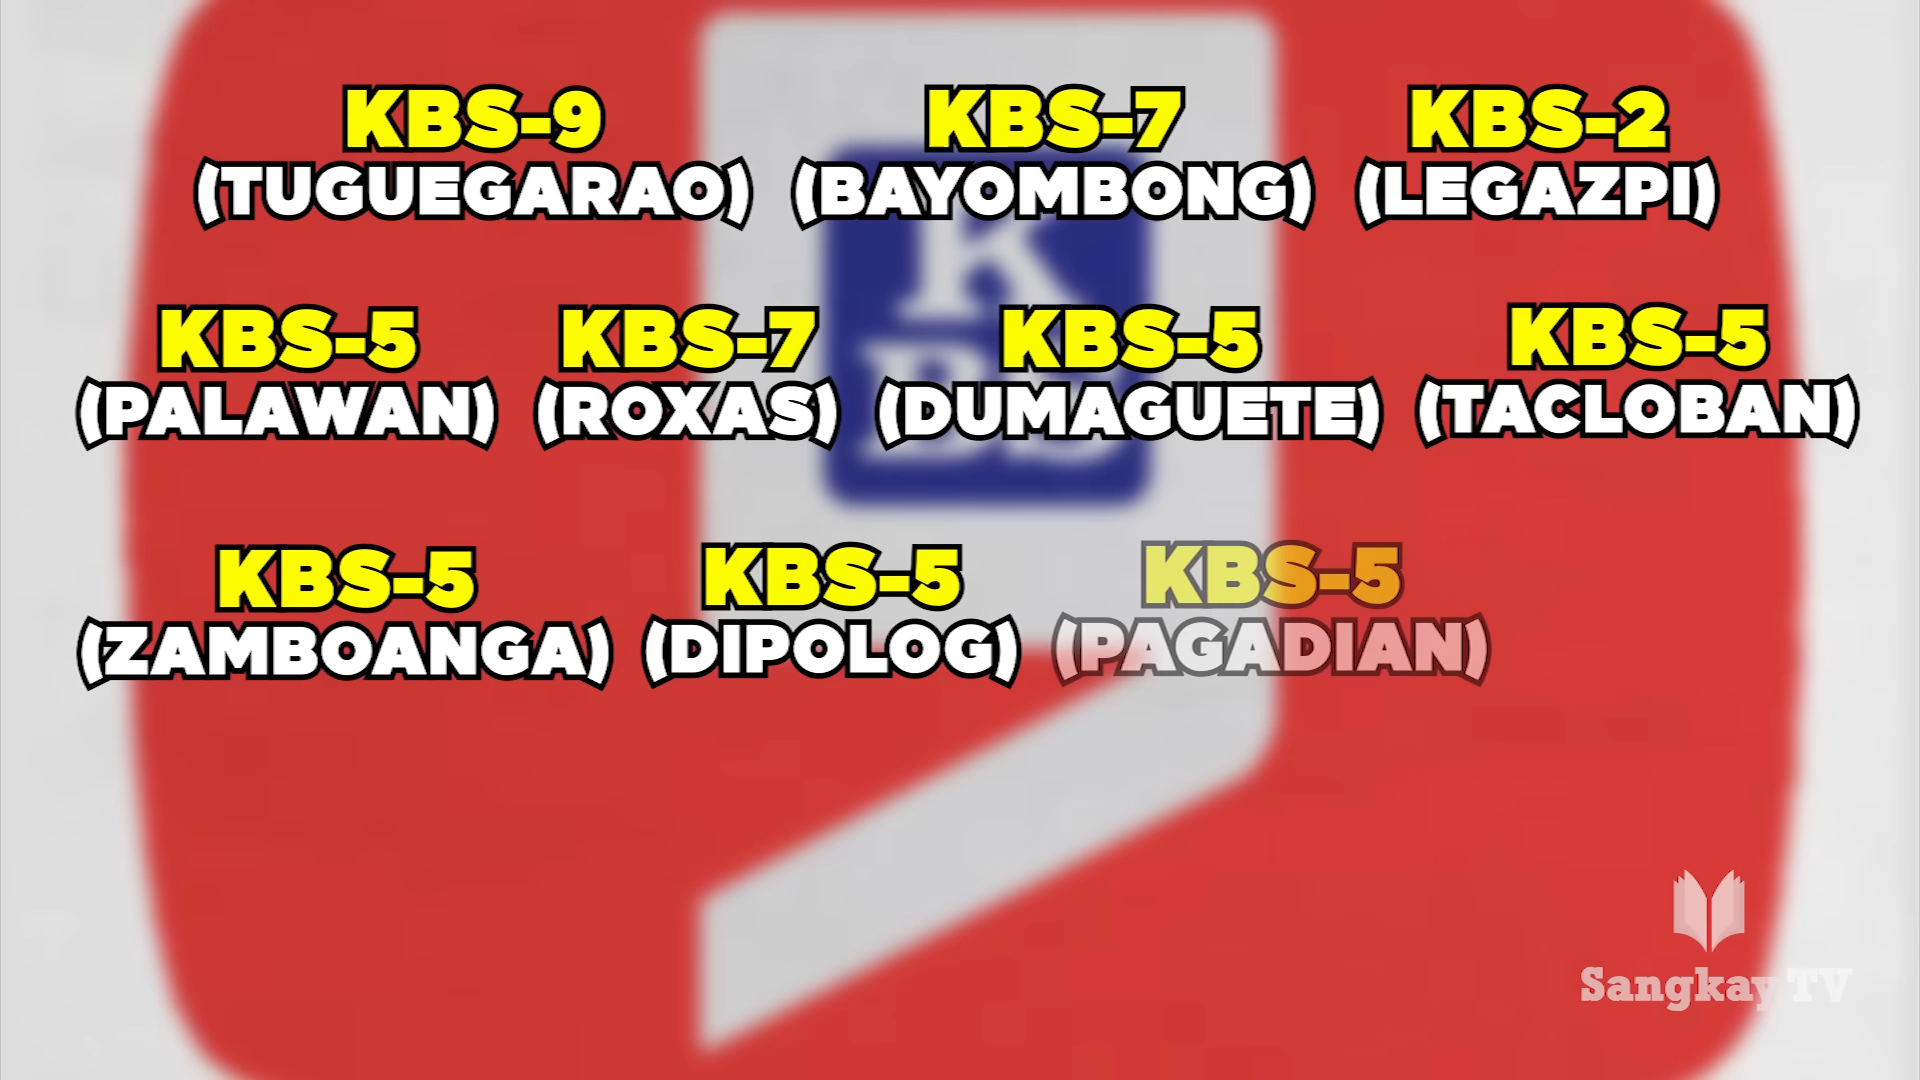 KBS-9 KBS-7 KBS-2
(TUGUEGARAO) (BAYOMBONG) (LEGAZPI)
K
BS
KBS-5 KBS-7 KBS-5 KBS-5
(PALAWAN) (ROXAS) (DUMAGUETE) (TACLOBAN)
KBS-5 KBS-5 KBS-5
(ZAMBOANGA) (DIPOLOG) (PAGADIAN)
Sangkay TV